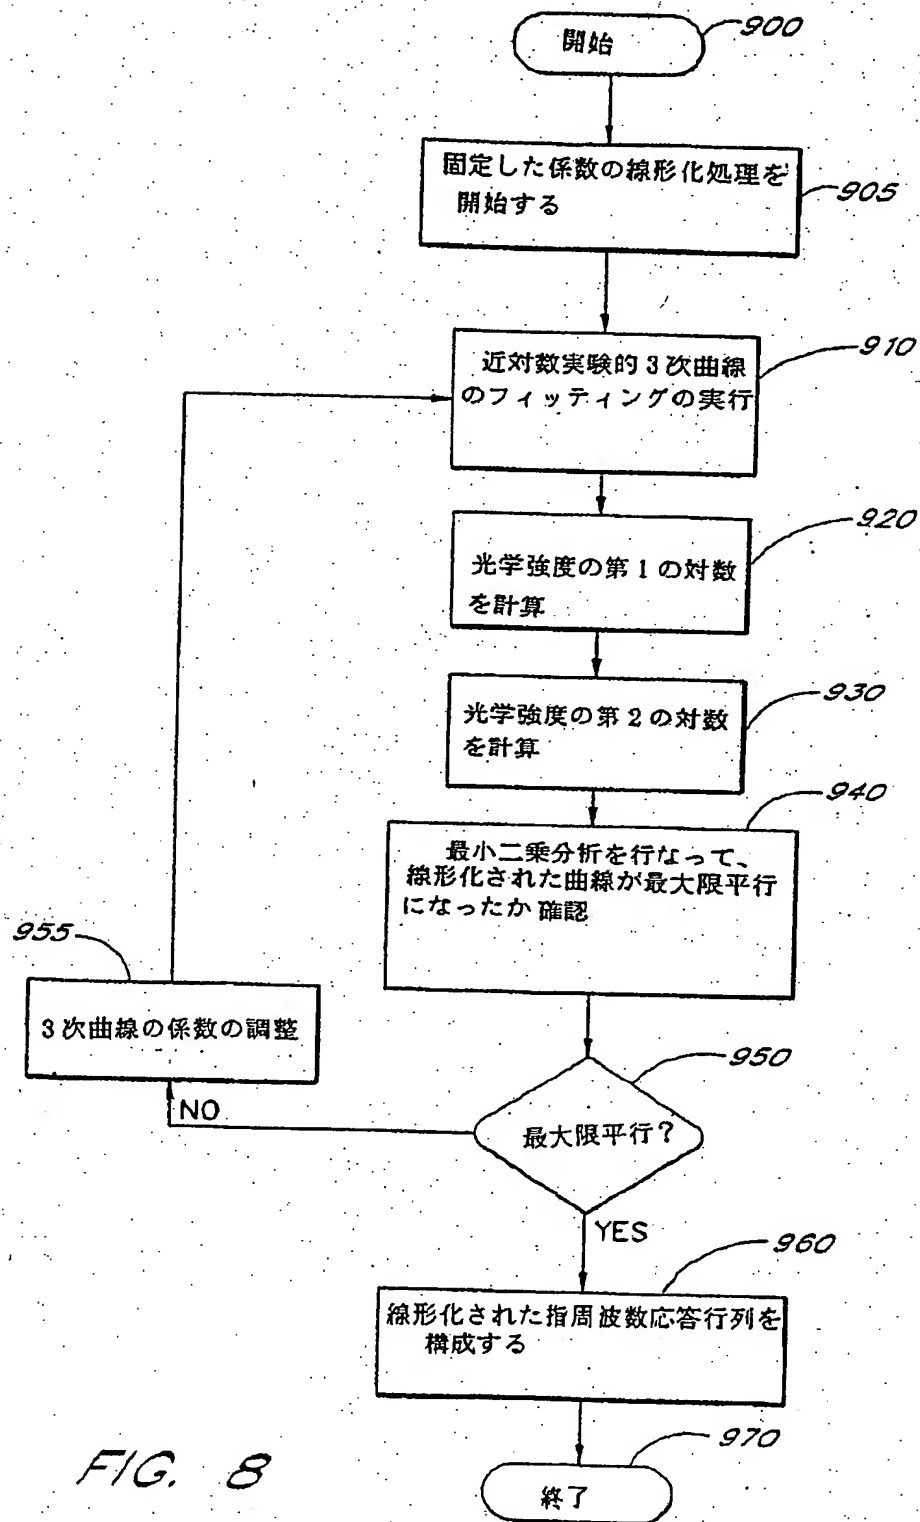 開始
900
固定した係数の線形化処理を
開始する
905
近対数実験的3次曲線
のフィッティングの実行
910
光学強度の第1の対数
を計算
920
光学強度の第2の対数
を計算
930
最小二乗分析を行なって、
線形化された曲線が最大限平行
になったか確認
940
955
3次曲線の係数の調整
NO
最大限平行?
950
YES
線形化された指周波数応答行列を
構成する
960
終了
970
FIG. 8